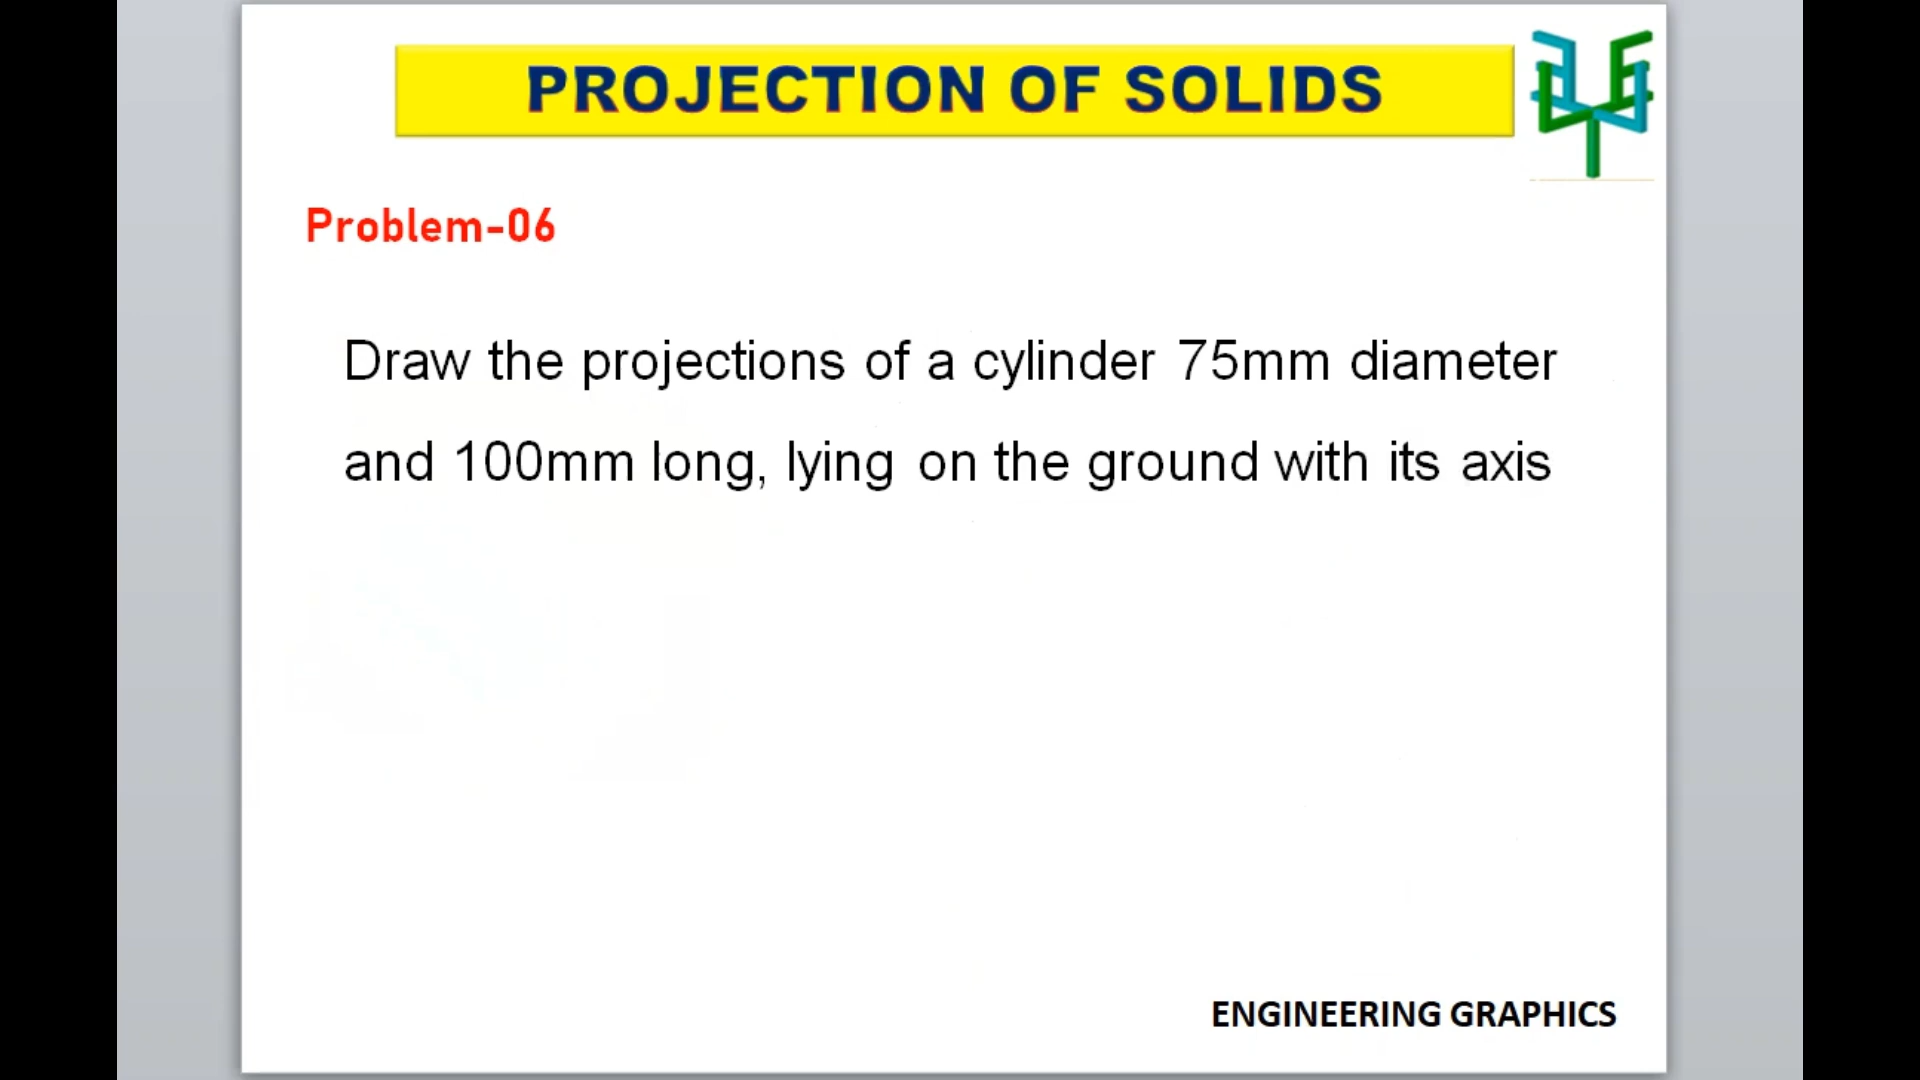 PROJECTION OF SOLIDS
Problem-06
Draw the projections of a cylinder 75mm diameter
and 100mm long, lying on the ground with its axis
ENGINEERING GRAPHICS